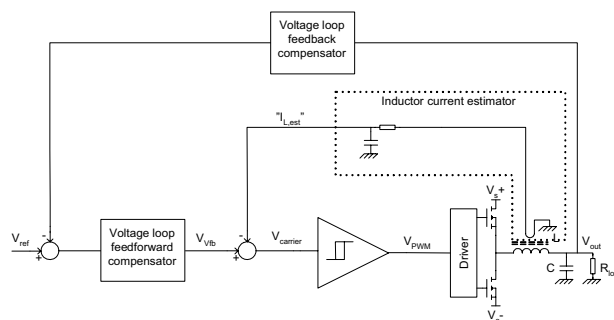 Voltage loop
feedback
compensator
Inductor current estimator
"I_L,est"
V_ref
-
+
Voltage loop
feedforward
compensator
V_Vfb
-
+
V_carrier
V_PWM
Driver
V_s+
L
V_out
C
R_lo
V_s-